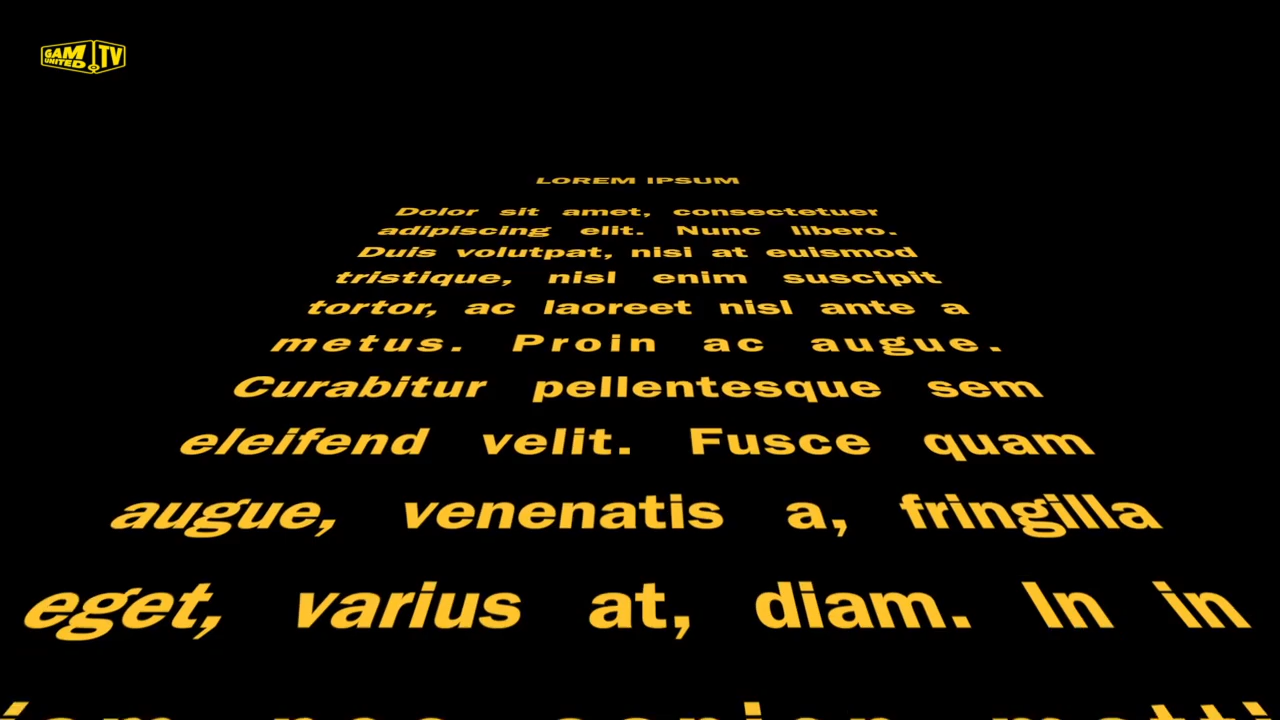 GAM UNITED TV
LOREM IPSUM
Dolor sit amet, consectetuer
adipiscing elit. Nunc libero.
Duis volutpat, nisi at euismod
tristique, nisl enim suscipit
tortor, ac laoreet nisl ante a
metus. Proin ac augue.
Curabitur pellentesque sem
eleifend velit. Fusce quam
augue, venenatis a, fringilla
eget, varius at, diam. In in